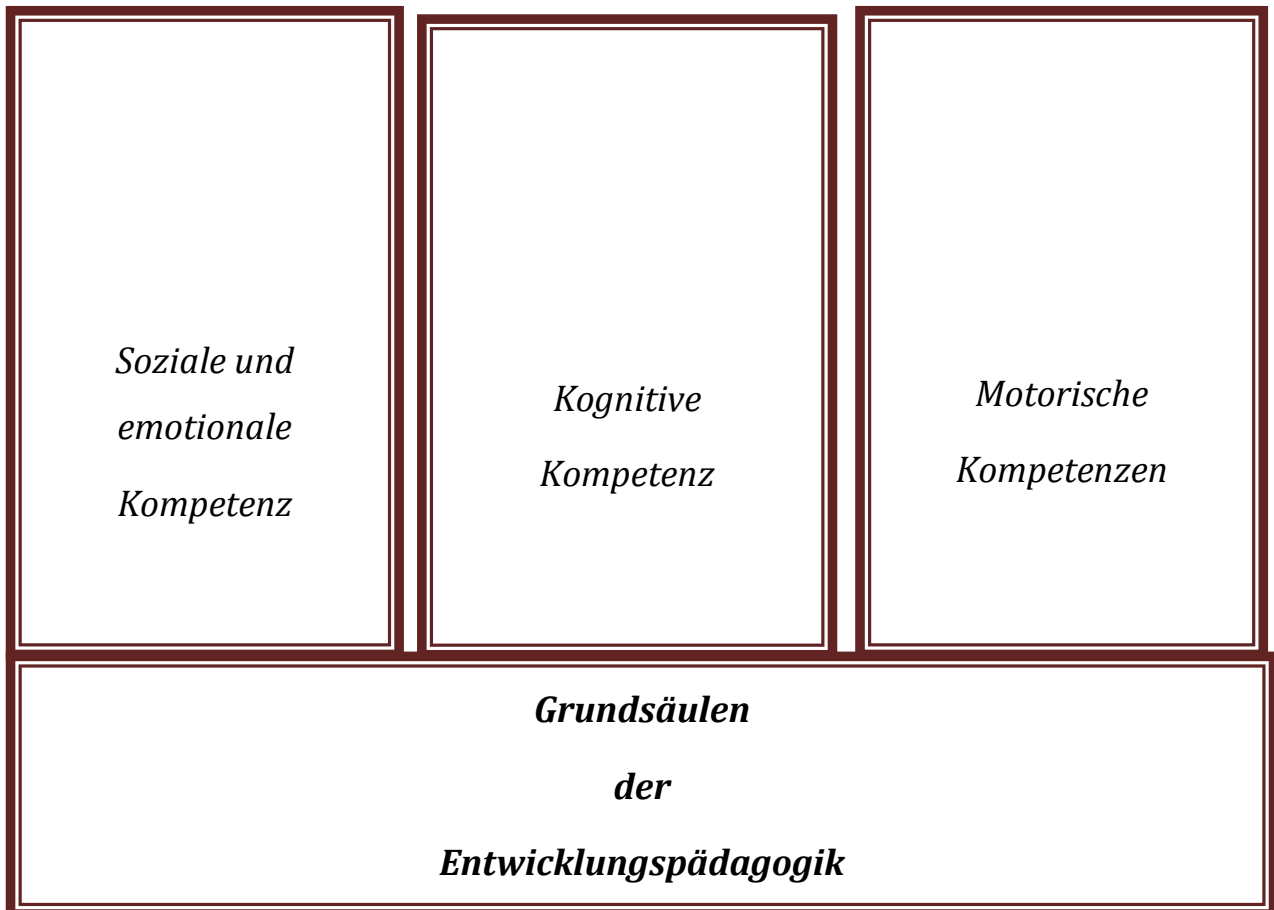 Soziale und
emotionale
Kompetenz
Kognitive
Kompetenz
Motorische
Kompetenzen
Grundsäulen
der
Entwicklungspädagogik